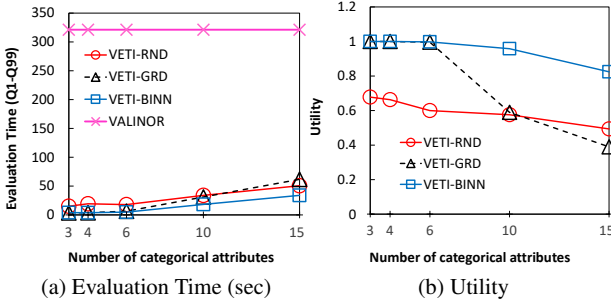 Evaluation Time (Q1-Q99)
350
300
250
200
150
100
50
0
VETI-RND
VETI-GRD
VETI-BINN
VALINOR
3 4 6 10 15
Number of categorical attributes
(a) Evaluation Time (sec)
Utility
1.2
1
0.8
0.6
0.4
0.2
0
VETI-RND
VETI-GRD
VETI-BINN
3 4 6 10 15
Number of categorical attributes
(b) Utility